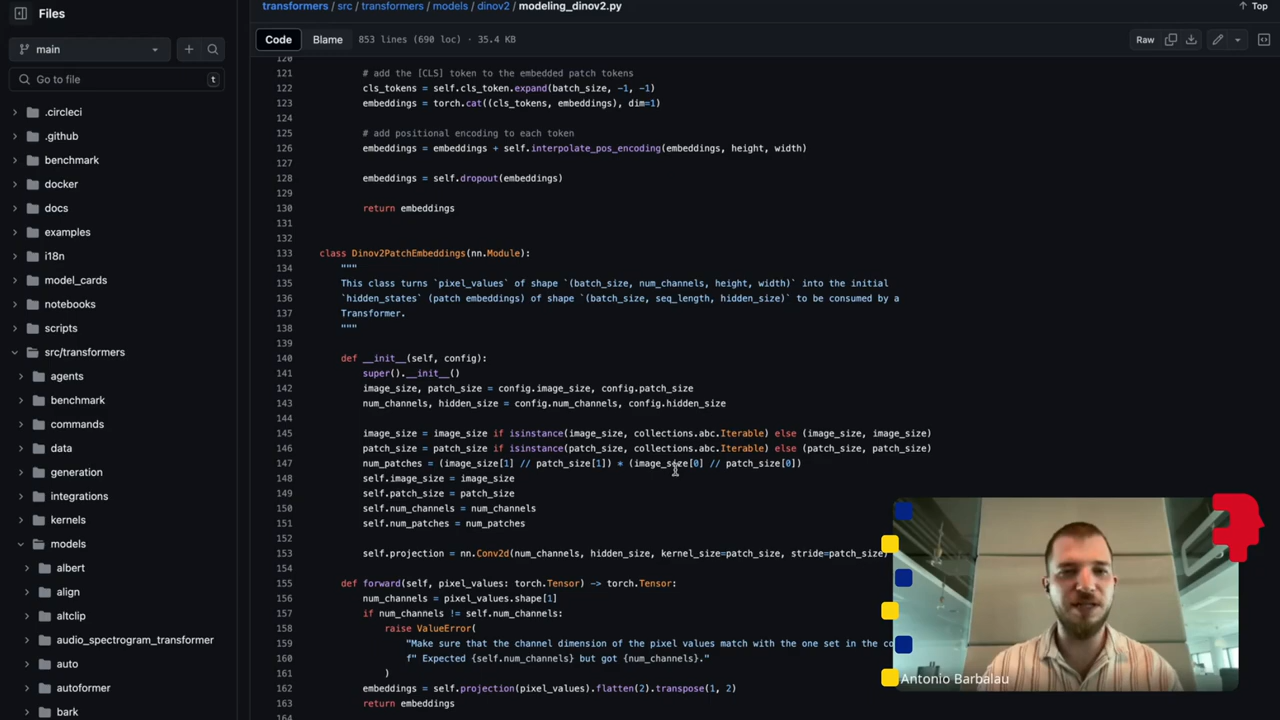 Files
transformers / src / transformers / models / dinov2 / modeling_dinov2.py
Top
main
Code
Blame
853 lines (690 loc) · 35.4 KB
Raw
Go to file
t
.circleci
.github
benchmark
docker
docs
examples
i18n
model_cards
notebooks
scripts
src/transformers
agents
benchmark
commands
data
generation
integrations
kernels
models
albert
align
altclip
audio_spectrogram_transformer
auto
autoformer
bark
120
121 # add the [CLS] token to the embedded patch tokens
122 cls_tokens = self.cls_token.expand(batch_size, -1, -1)
123 embeddings = torch.cat((cls_tokens, embeddings), dim=1)
124
125 # add positional encoding to each token
126 embeddings = embeddings + self.interpolate_pos_encoding(embeddings, height, width)
127
128 embeddings = self.dropout(embeddings)
129
130 return embeddings
131
132
133 class Dinov2PatchEmbeddings(nn.Module):
134 """
135 This class turns `pixel_values` of shape `(batch_size, num_channels, height, width)` into the initial
136 `hidden_states` (patch embeddings) of shape `(batch_size, seq_length, hidden_size)` to be consumed by a
137 Transformer.
138 """
139
140 def __init__(self, config):
141 super().__init__()
142 image_size, patch_size = config.image_size, config.patch_size
143 num_channels, hidden_size = config.num_channels, config.hidden_size
144
145 image_size = image_size if isinstance(image_size, collections.abc.Iterable) else (image_size, image_size)
146 patch_size = patch_size if isinstance(patch_size, collections.abc.Iterable) else (patch_size, patch_size)
147 num_patches = (image_size[1] // patch_size[1]) * (image_size[0] // patch_size[0])
148 self.image_size = image_size
149 self.patch_size = patch_size
150 self.num_channels = num_channels
151 self.num_patches = num_patches
152
153 self.projection = nn.Conv2d(num_channels, hidden_size, kernel_size=patch_size, stride=patch_size)
154
155 def forward(self, pixel_values: torch.Tensor) -> torch.Tensor:
156 num_channels = pixel_values.shape[1]
157 if num_channels != self.num_channels:
158 raise ValueError(
159 "Make sure that the channel dimension of the pixel values match with the one set in the co
160 f" Expected {self.num_channels} but got {num_channels}."
161 )
162 embeddings = self.projection(pixel_values).flatten(2).transpose(1, 2)
163 return embeddings
164
Antonio Barbalau